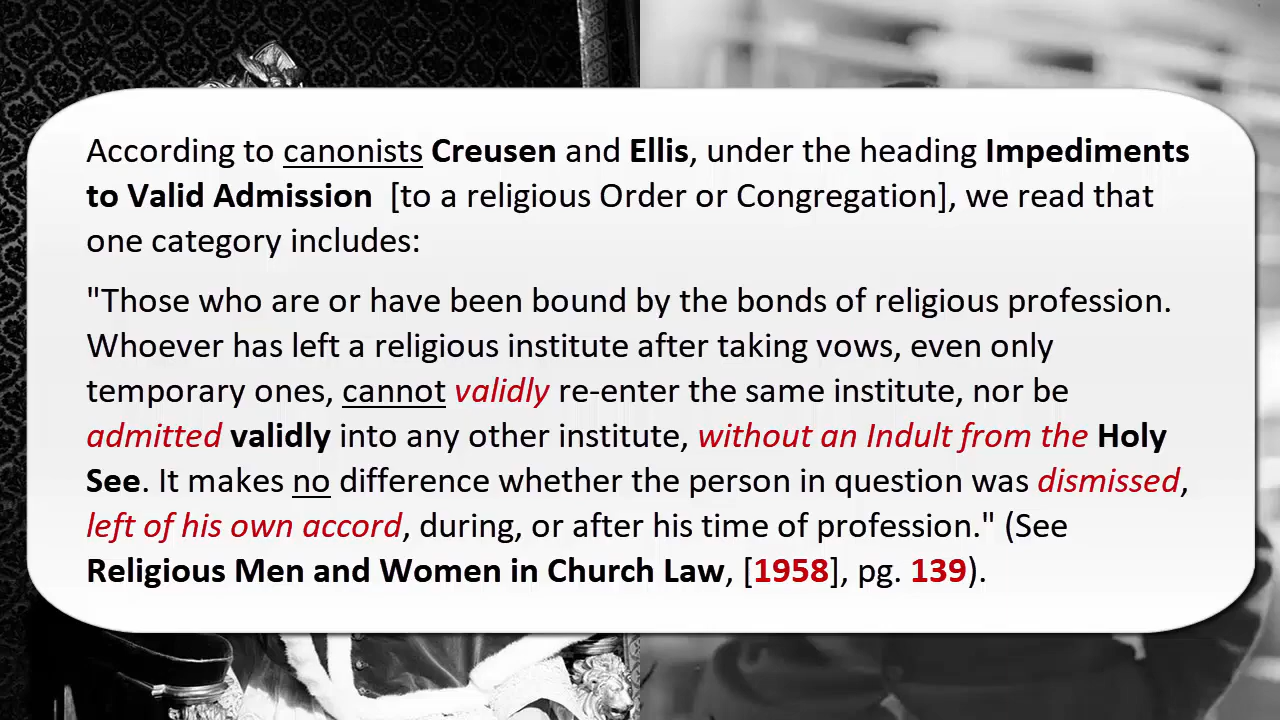 According to canonists Creusen and Ellis, under the heading Impediments
to Valid Admission [to a religious Order or Congregation], we read that
one category includes:
"Those who are or have been bound by the bonds of religious profession.
Whoever has left a religious institute after taking vows, even only
temporary ones, cannot validly re-enter the same institute, nor be
admitted validly into any other institute, without an Indult from the Holy
See. It makes no difference whether the person in question was dismissed,
left of his own accord, during, or after his time of profession." (See
Religious Men and Women in Church Law, [1958], pg. 139).